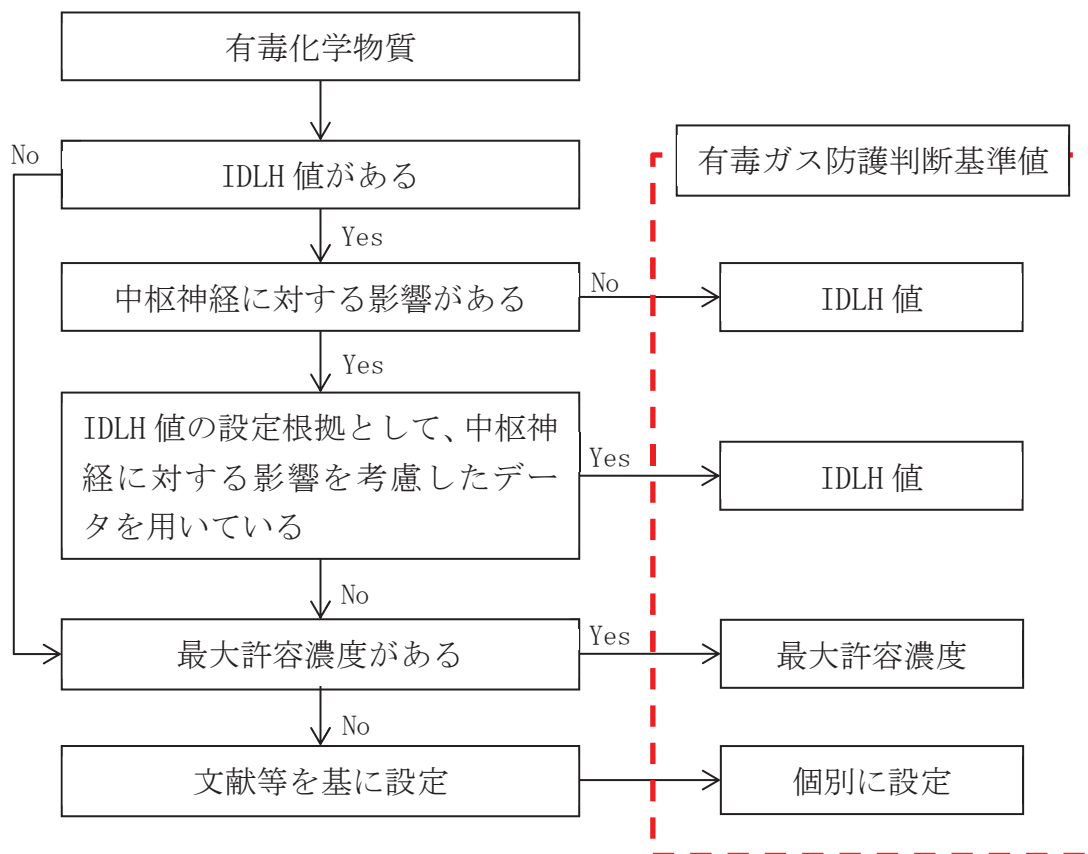 有毒化学物質
No
IDLH 値がある
有毒ガス防護判断基準値
Yes
中枢神経に対する影響がある
No
IDLH 値
Yes
IDLH 値の設定根拠として、中枢神
経に対する影響を考慮したデー
タを用いている
Yes
IDLH 値
No
最大許容濃度がある
Yes
最大許容濃度
No
文献等を基に設定
個別に設定